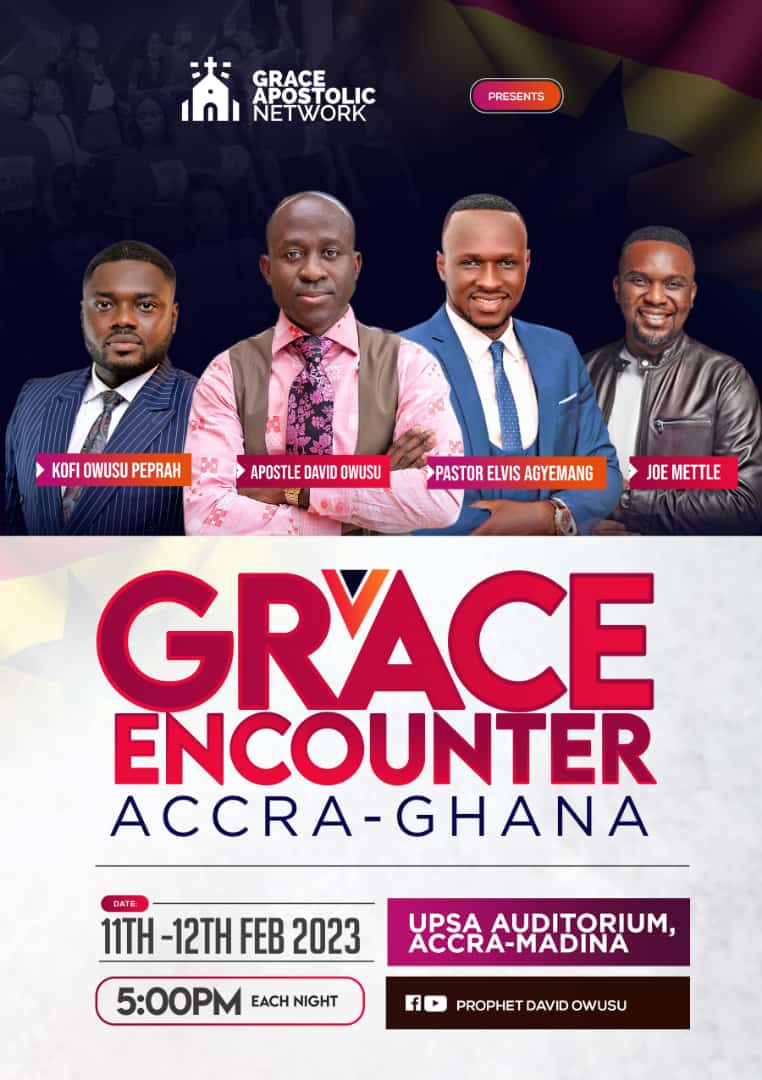 GRACE
APOSTOLIC
NETWORK
PRESENTS
KOFI OWUSU PEPRAH
APOSTLE DAVID OWUSU
PASTOR ELVIS AGYEMANG
JOE METTLE
GRACE
ENCOUNTER
ACCRA-GHANA
DATE:
11TH -12TH FEB 2023
UPSA AUDITORIUM,
ACCRA-MADINA
5:00PM EACH NIGHT
PROPHET DAVID OWUSU